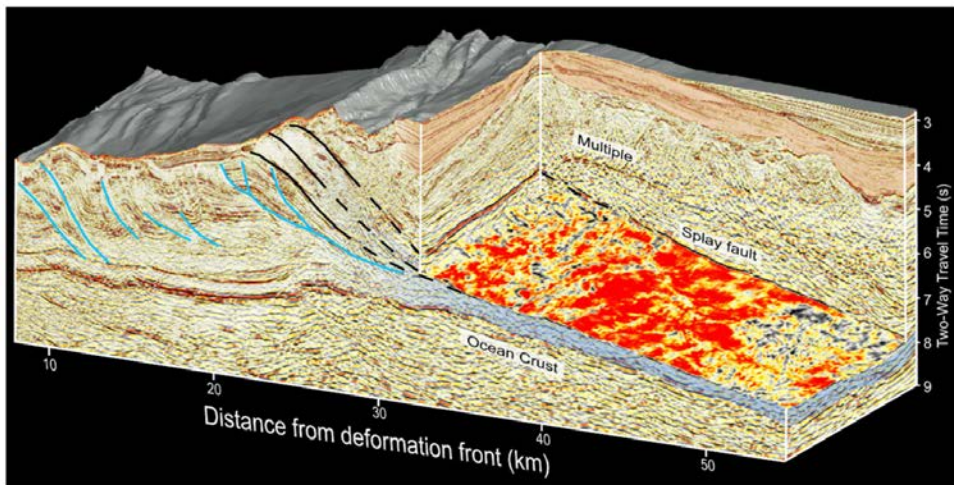 Multiple
Splay fault
Ocean Crust
3
4
5
6
7
8
9
Two-Way Travel Time (s)
10
20
30
40
50
Distance from deformation front (km)